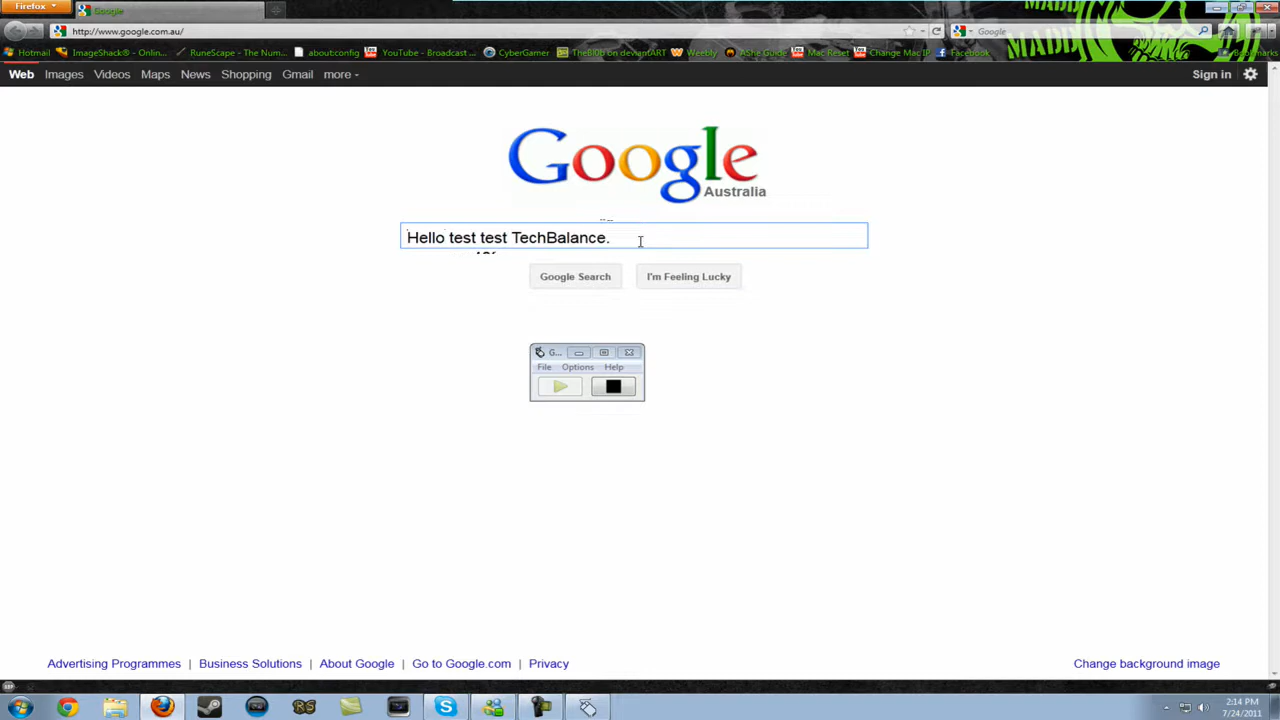 Firefox
Google
http://www.google.com.au/
Google
Hotmail
ImageShack® - Onlin...
RuneScape - The Num...
about:config
YouTube - Broadcast ...
CyberGamer
TheBl0b on deviantART
Weebly
AShe Guide
Mac Reset
Change Mac IP
Facebook
Bookmarks
Web Images Videos Maps News Shopping Gmail more
Sign in
Google
Australia
Hello test test TechBalance.
Google Search
I'm Feeling Lucky
G...
File Options Help
Advertising Programmes | Business Solutions | About Google | Go to Google.com | Privacy
Change background image
2:14 PM
7/24/2011